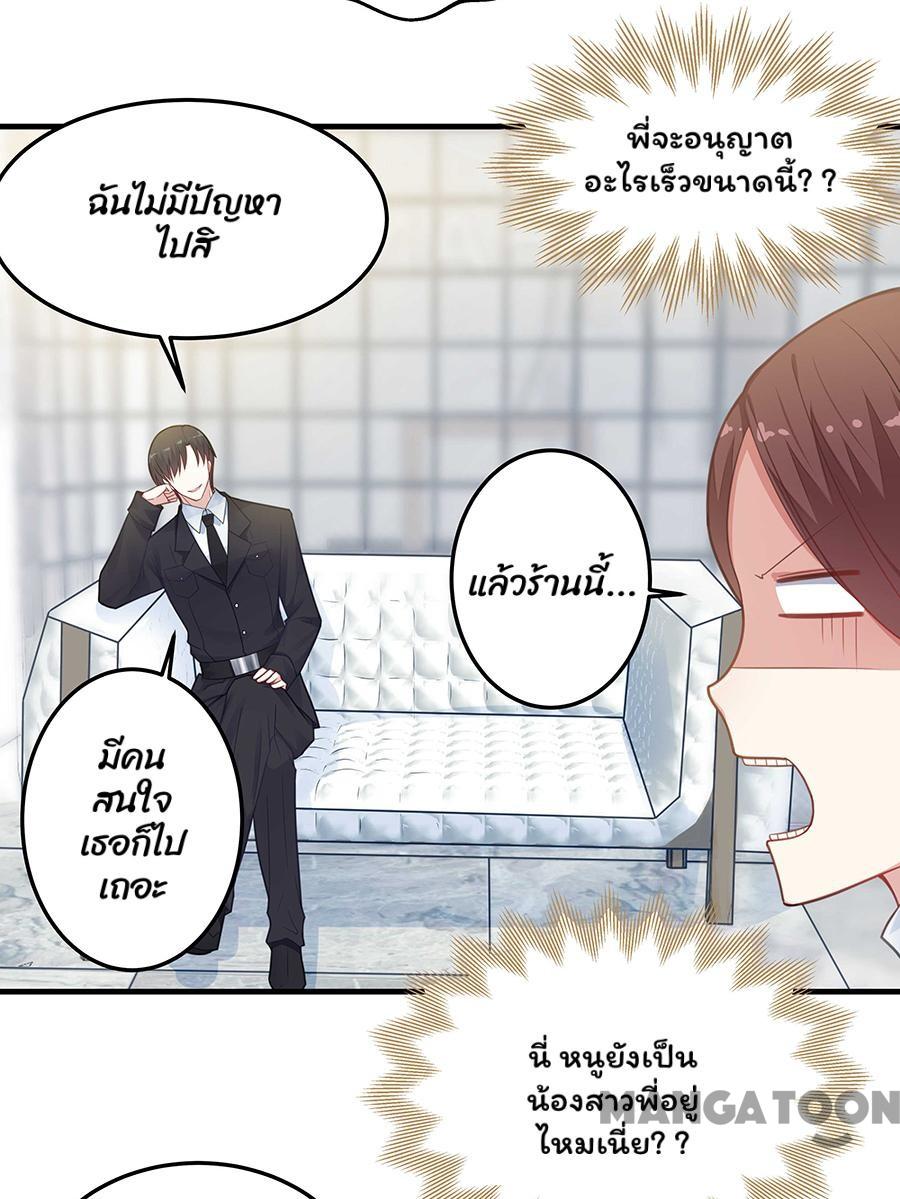 พี่จะอนุญาต
อะไรเร็วขนาดนี้? ?
ฉันไม่มีปัญหา
ไปสิ
แล้วร้านนี้...
มีคน
สนใจ
เธอก็ไป
เถอะ
นี่ หนูยังเป็น
น้องสาวพี่อยู่
ไหมเนี่ย? ?
MANGATOON